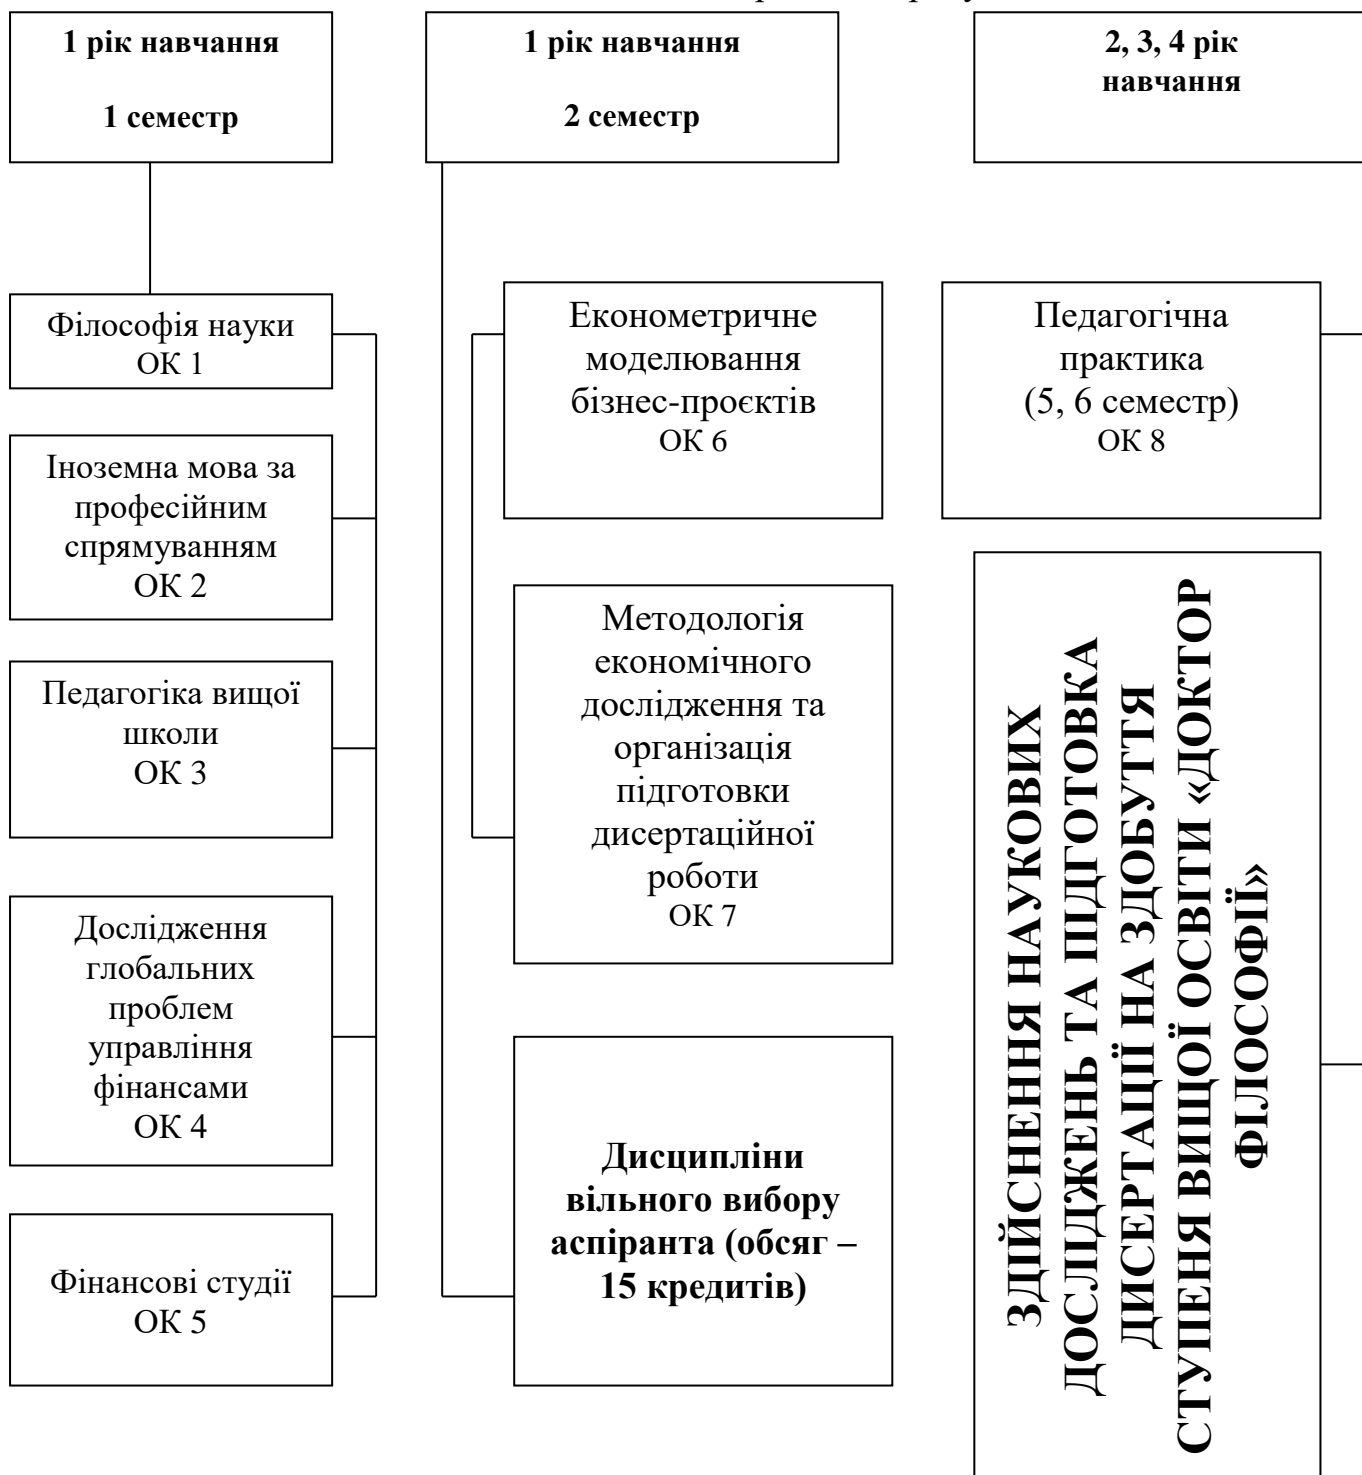 1 рік навчання
1 семестр
1 рік навчання
2 семестр
2, 3, 4 рік
навчання
Філософія науки
ОК 1
Іноземна мова за
професійним
спрямуванням
ОК 2
Педагогіка вищої
школи
ОК 3
Дослідження
глобальних
проблем
управління
фінансами
ОК 4
Фінансові студії
ОК 5
Економетричне
моделювання
бізнес-проєктів
ОК 6
Методологія
економічного
дослідження та
організація
підготовки
дисертаційної
роботи
ОК 7
Дисципліни
вільного вибору
аспіранта (обсяг –
15 кредитів)
Педагогічна
практика
(5, 6 семестр)
ОК 8
ЗДІЙСНЕННЯ НАУКОВИХ
ДОСЛІДЖЕНЬ ТА ПІДГОТОВКА
ДИСЕРТАЦІЇ НА ЗДОБУТТЯ
СТУПЕНЯ ВИЩОЇ ОСВІТИ «ДОКТОР
ФІЛОСОФІЇ»